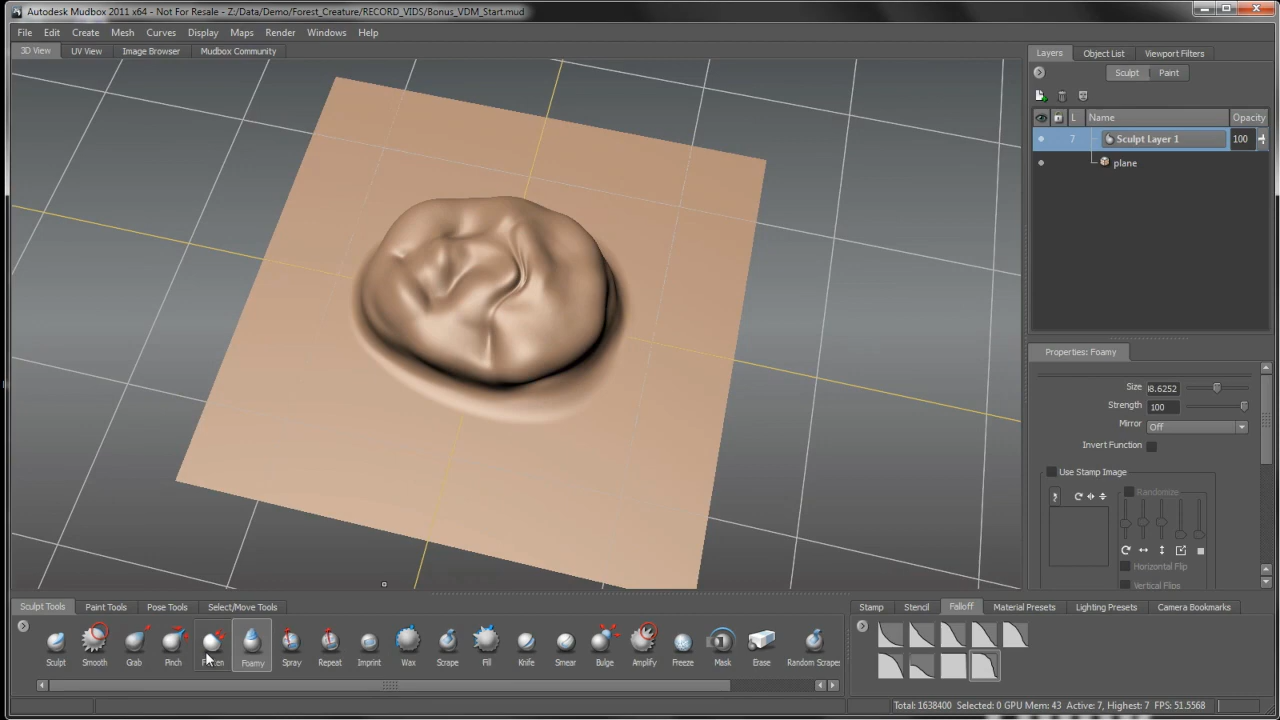 Autodesk Mudbox 2011 x64 - Not For Resale - Z:/Data/Demo/Forest_Creature/RECORD_VIDS/Bonus_VDM_Start.mud
File Edit Create Mesh Curves Display Maps Render Windows Help
3D View UV View Image Browser Mudbox Community
Layers Object List Viewport Filters
Sculpt Paint
L Name Opacity
7 Sculpt Layer 1 100
plane
Properties: Foamy
Size 38.6252
Strength 100
Mirror Off
Invert Function
Use Stamp Image
Randomize
Horizontal Flip
Vertical Flips
Sculpt Tools Paint Tools Pose Tools Select/Move Tools
Stamp Stencil Falloff Material Presets Lighting Presets Camera Bookmarks
Sculpt Smooth Grab Pinch Foamy Spray Repeat Imprint Wax Scrape Fill Knife Smear Bulge Amplify Freeze Mask Erase Random Scrape
Total: 1638400 Selected: 0 GPU Mem: 43 Active: 7, Highest: 7 FPS: 51.5568